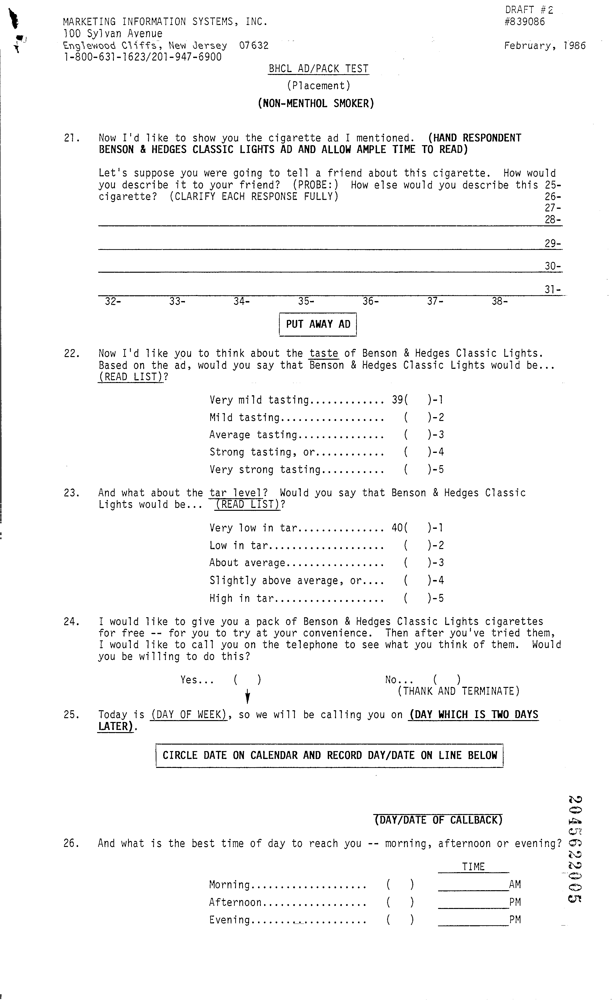 DRAFT #2
MARKETING INFORMATION SYSTEMS, INC. #839086
100 Sylvan Avenue
Englewood Cliffs, New Jersey 07632 February, 1986
1-800-631-1623/201-947-6900
BHCL AD/PACK TEST
(Placement)
(NON-MENTHOL SMOKER)
21. Now I'd like to show you the cigarette ad I mentioned. (HAND RESPONDENT
BENSON & HEDGES CLASSIC LIGHTS AD AND ALLOW AMPLE TIME TO READ)
Let's suppose you were going to tell a friend about this cigarette. How would
you describe it to your friend? (PROBE:) How else would you describe this 25-
cigarette? (CLARIFY EACH RESPONSE FULLY) 26-
27-
28-
29-
30-
31-
32- 33- 34- 35- 36- 37- 38-
PUT AWAY AD
22. Now I'd like you to think about the taste of Benson & Hedges Classic Lights.
Based on the ad, would you say that Benson & Hedges Classic Lights would be...
(READ LIST)?
Very mild tasting............. 39( )-1
Mild tasting.................. ( )-2
Average tasting............... ( )-3
Strong tasting, or............ ( )-4
Very strong tasting........... ( )-5
23. And what about the tar level? Would you say that Benson & Hedges Classic
Lights would be... (READ LIST)?
Very low in tar............... 40( )-1
Low in tar.................... ( )-2
About average................. ( )-3
Slightly above average, or.... ( )-4
High in tar................... ( )-5
24. I would like to give you a pack of Benson & Hedges Classic Lights cigarettes
for free -- for you to try at your convenience. Then after you've tried them,
I would like to call you on the telephone to see what you think of them. Would
you be willing to do this?
Yes... ( ) No... ( )
(THANK AND TERMINATE)
25. Today is (DAY OF WEEK), so we will be calling you on (DAY WHICH IS TWO DAYS
LATER).
CIRCLE DATE ON CALENDAR AND RECORD DAY/DATE ON LINE BELOW
(DAY/DATE OF CALLBACK)
26. And what is the best time of day to reach you -- morning, afternoon or evening?
TIME
Morning.................... ( ) AM
Afternoon.................. ( ) PM
Evening.................... ( ) PM
2045622005